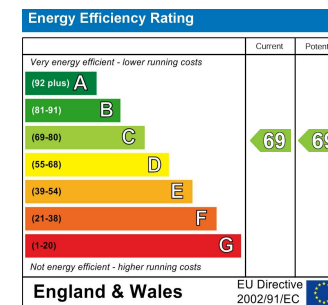 Energy Efficiency Rating
Current Potent
Very energy efficient - lower running costs
(92 plus) A
(81-91) B
(69-80) C
69 69
(55-68) D
(39-54) E
(21-38) F
(1-20) G
Not energy efficient - higher running costs
England & Wales
EU Directive
2002/91/EC